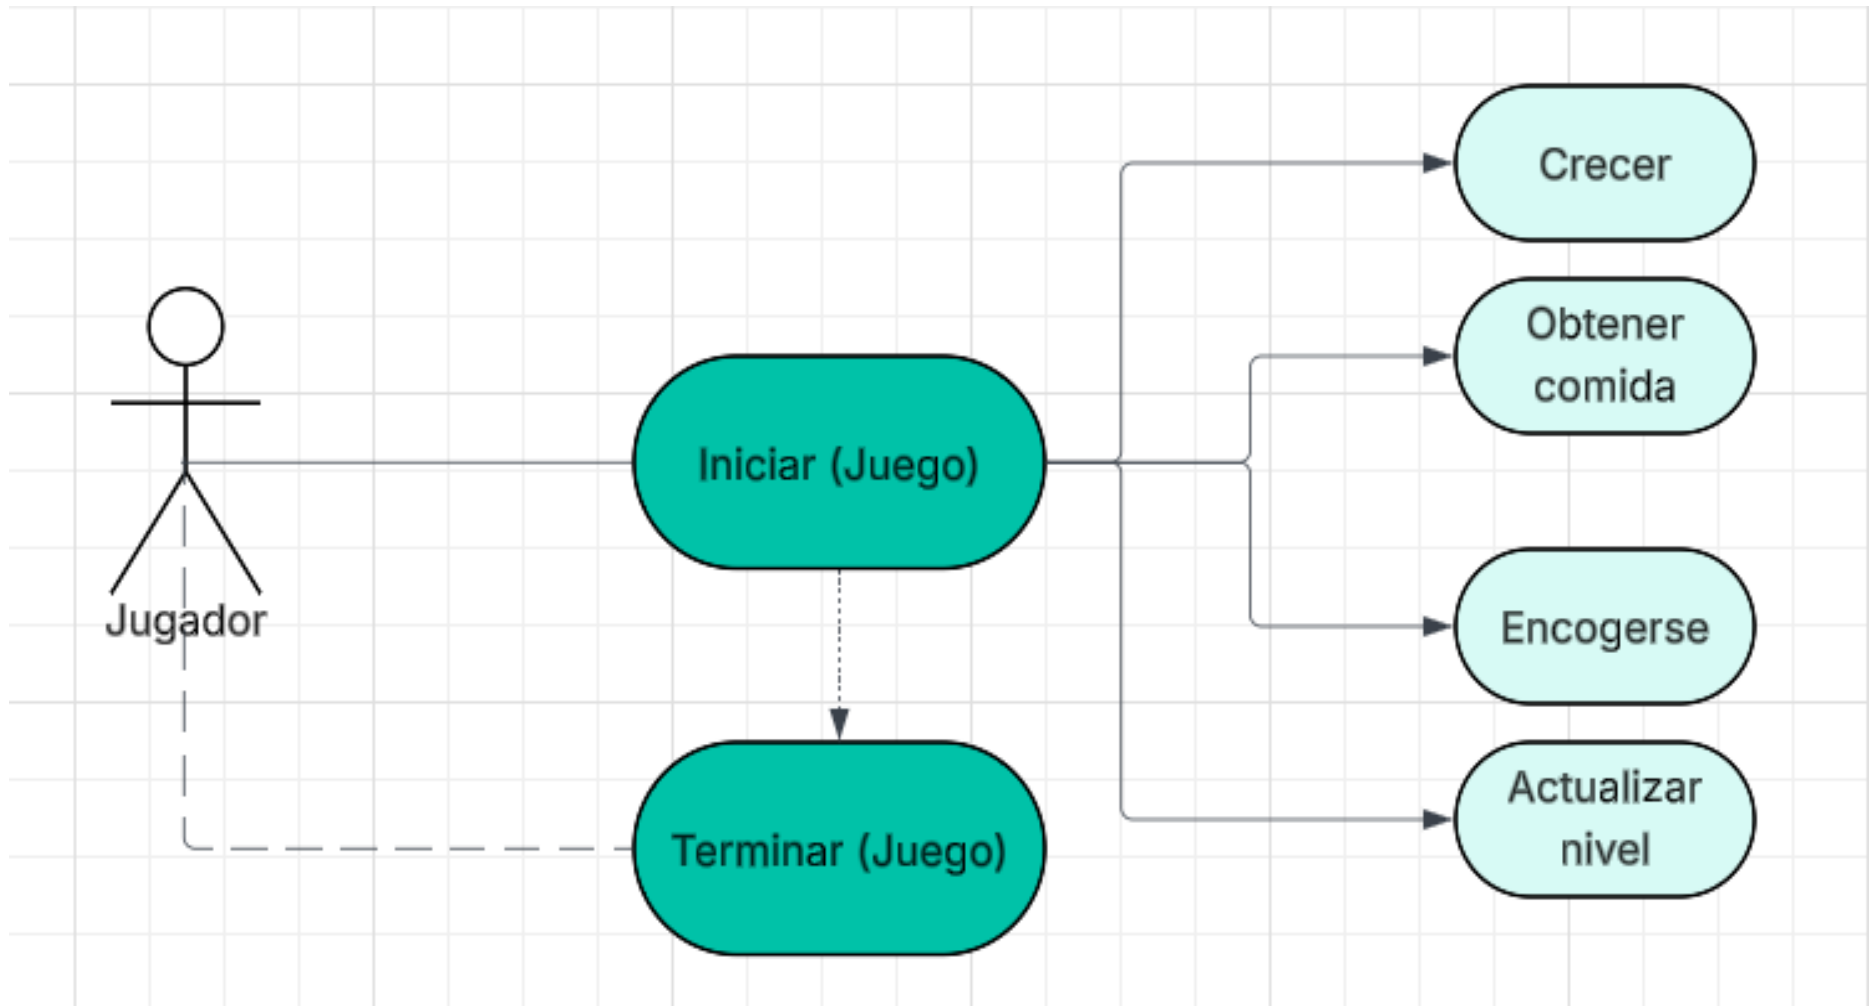 Jugador
Iniciar (Juego)
Terminar (Juego)
Crecer
Obtener
comida
Encogerse
Actualizar
nivel